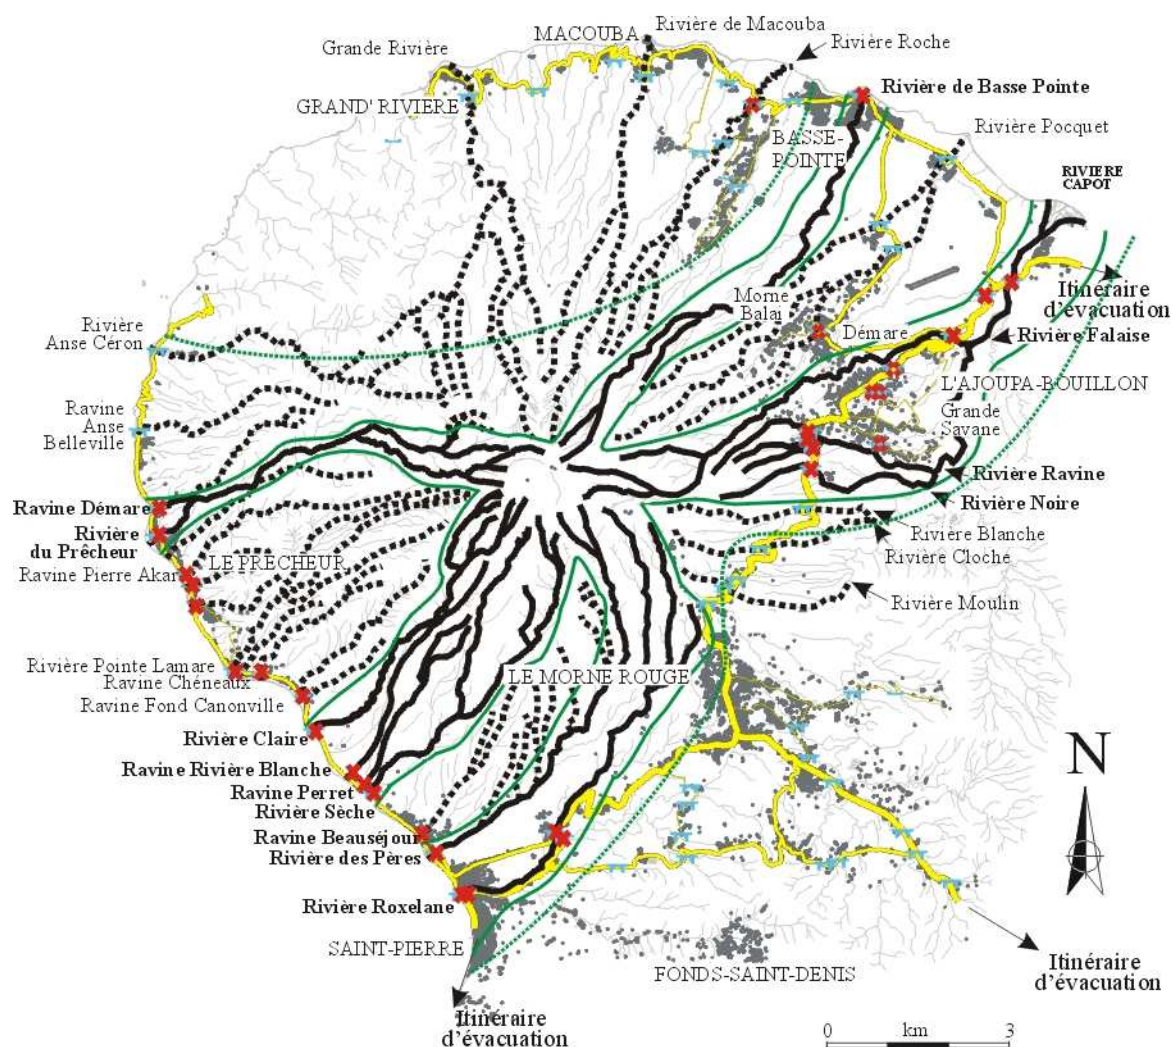 MACOUBA
Rivière de Macouba
Grande Rivière
Rivière Roche
GRAND' RIVIERE
Rivière de Basse Pointe
BASSE-
POINTE
Rivière Pocquet
RIVIERE
CAPOT
Itinéraire
d'évacuation
Morne
Balai
Démare
Rivière Falaise
Rivière
Anse Céron
L'AJOUPA-BOUILLON
Ravine
Anse
Belleville
Grande
Savane
Rivière Ravine
Rivière Noire
Ravine Démare
Rivière
du Prêcheur
Rivière Blanche
Rivière Cloche
LE PRECHEUR
Ravine Pierre Akar
Rivière Moulin
Rivière Pointe Lamare
Ravine Chéneaux
Ravine Fond Canonville
LE MORNE ROUGE
Rivière Claire
N
Ravine Rivière Blanche
Ravine Perret
Rivière Sèche
Ravine Beauséjour
Rivière des Pères
Rivière Roxelane
SAINT-PIERRE
FONDS-SAINT-DENIS
Itinéraire
d'évacuation
Itinéraire
d'évacuation
0 km 3